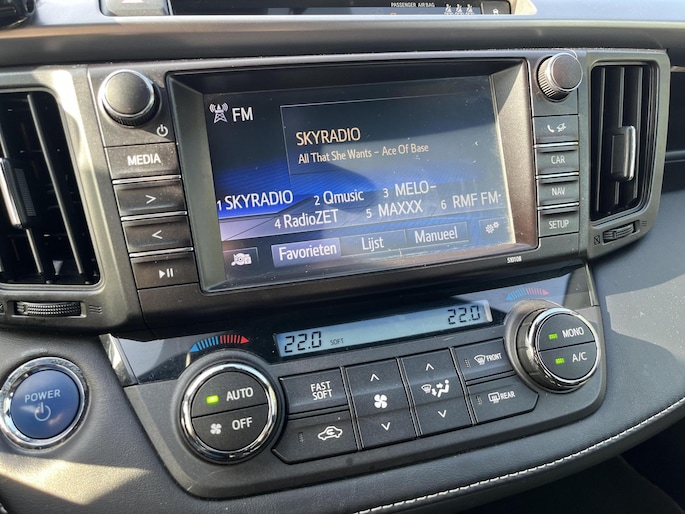 PASSENGER AIRBAG
FM
SKYRADIO
All That She Wants - Ace Of Base
1 SKYRADIO 2 Qmusic 3 MELO-
4 RadioZET 5 MAXXX 6 RMF FM-
Favorieten Lijst Manueel
MEDIA
>
<
CAR
NAV
SETUP
510108
22.0 SOFT 22.0
POWER
AUTO
OFF
FAST
SOFT
FRONT
REAR
MONO
A/C